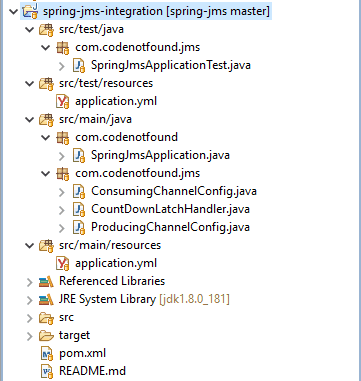 spring-jms-integration [spring-jms master]
src/test/java
com.codenotfound.jms
SpringJmsApplicationTest.java
src/test/resources
application.yml
src/main/java
com.codenotfound
SpringJmsApplication.java
com.codenotfound.jms
ConsumingChannelConfig.java
CountDownLatchHandler.java
ProducingChannelConfig.java
src/main/resources
application.yml
Referenced Libraries
JRE System Library [jdk1.8.0_181]
src
target
pom.xml
README.md